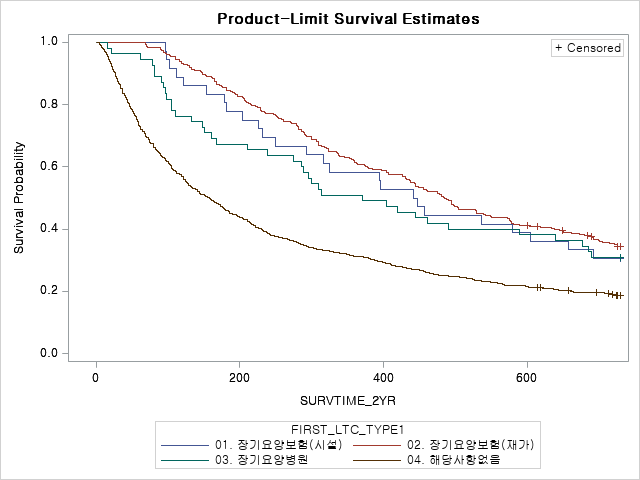 Product-Limit Survival Estimates
+ Censored
1.0
0.8
0.6
0.4
0.2
0.0
Survival Probability
0 200 400 600
SURVTIME_2YR
FIRST_LTC_TYPE1
01. 장기요양보험(시설) 02. 장기요양보험(재가)
03. 장기요양병원 04. 해당사항없음